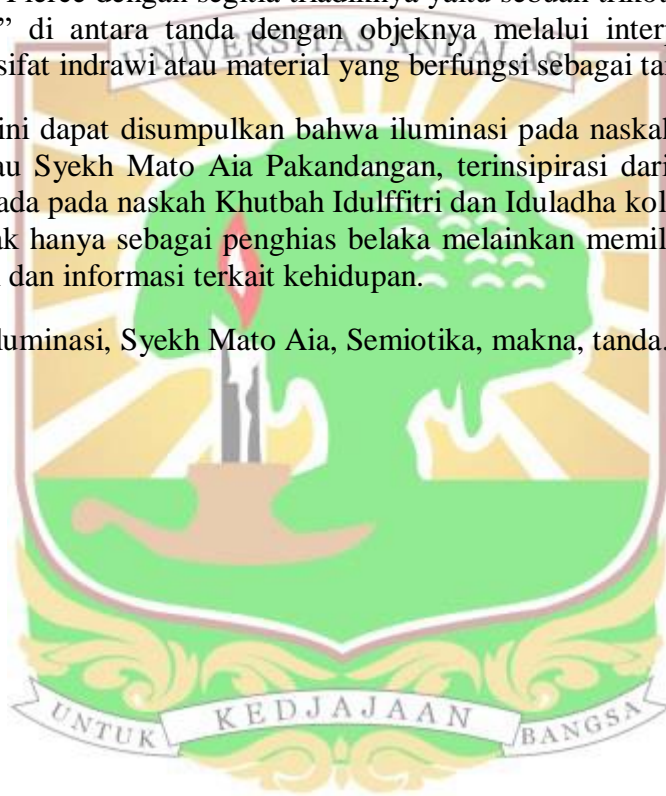 dengan triadiknya yaitu sebuah
” di antara tanda dengan objeknya melalui interp
UNIVERSITAS ANDALAS
sifat indrawi atau material yang berfungsi sebagai ta
ini dapat disumpulkan bahwa iluminasi pada naskah
au Syekh Mato Aia Pakandangan, terinsipirasi dari
ada pada naskah Khutbah Idulffitri dan Iduladha kol
ak hanya sebagai penghias belaka melainkan memil
dan informasi terkait kehidupan.
luminasi, Syekh Mato Aia, Semiotika, makna, tanda.
UNTUK KEDJAJAAN BANGSA